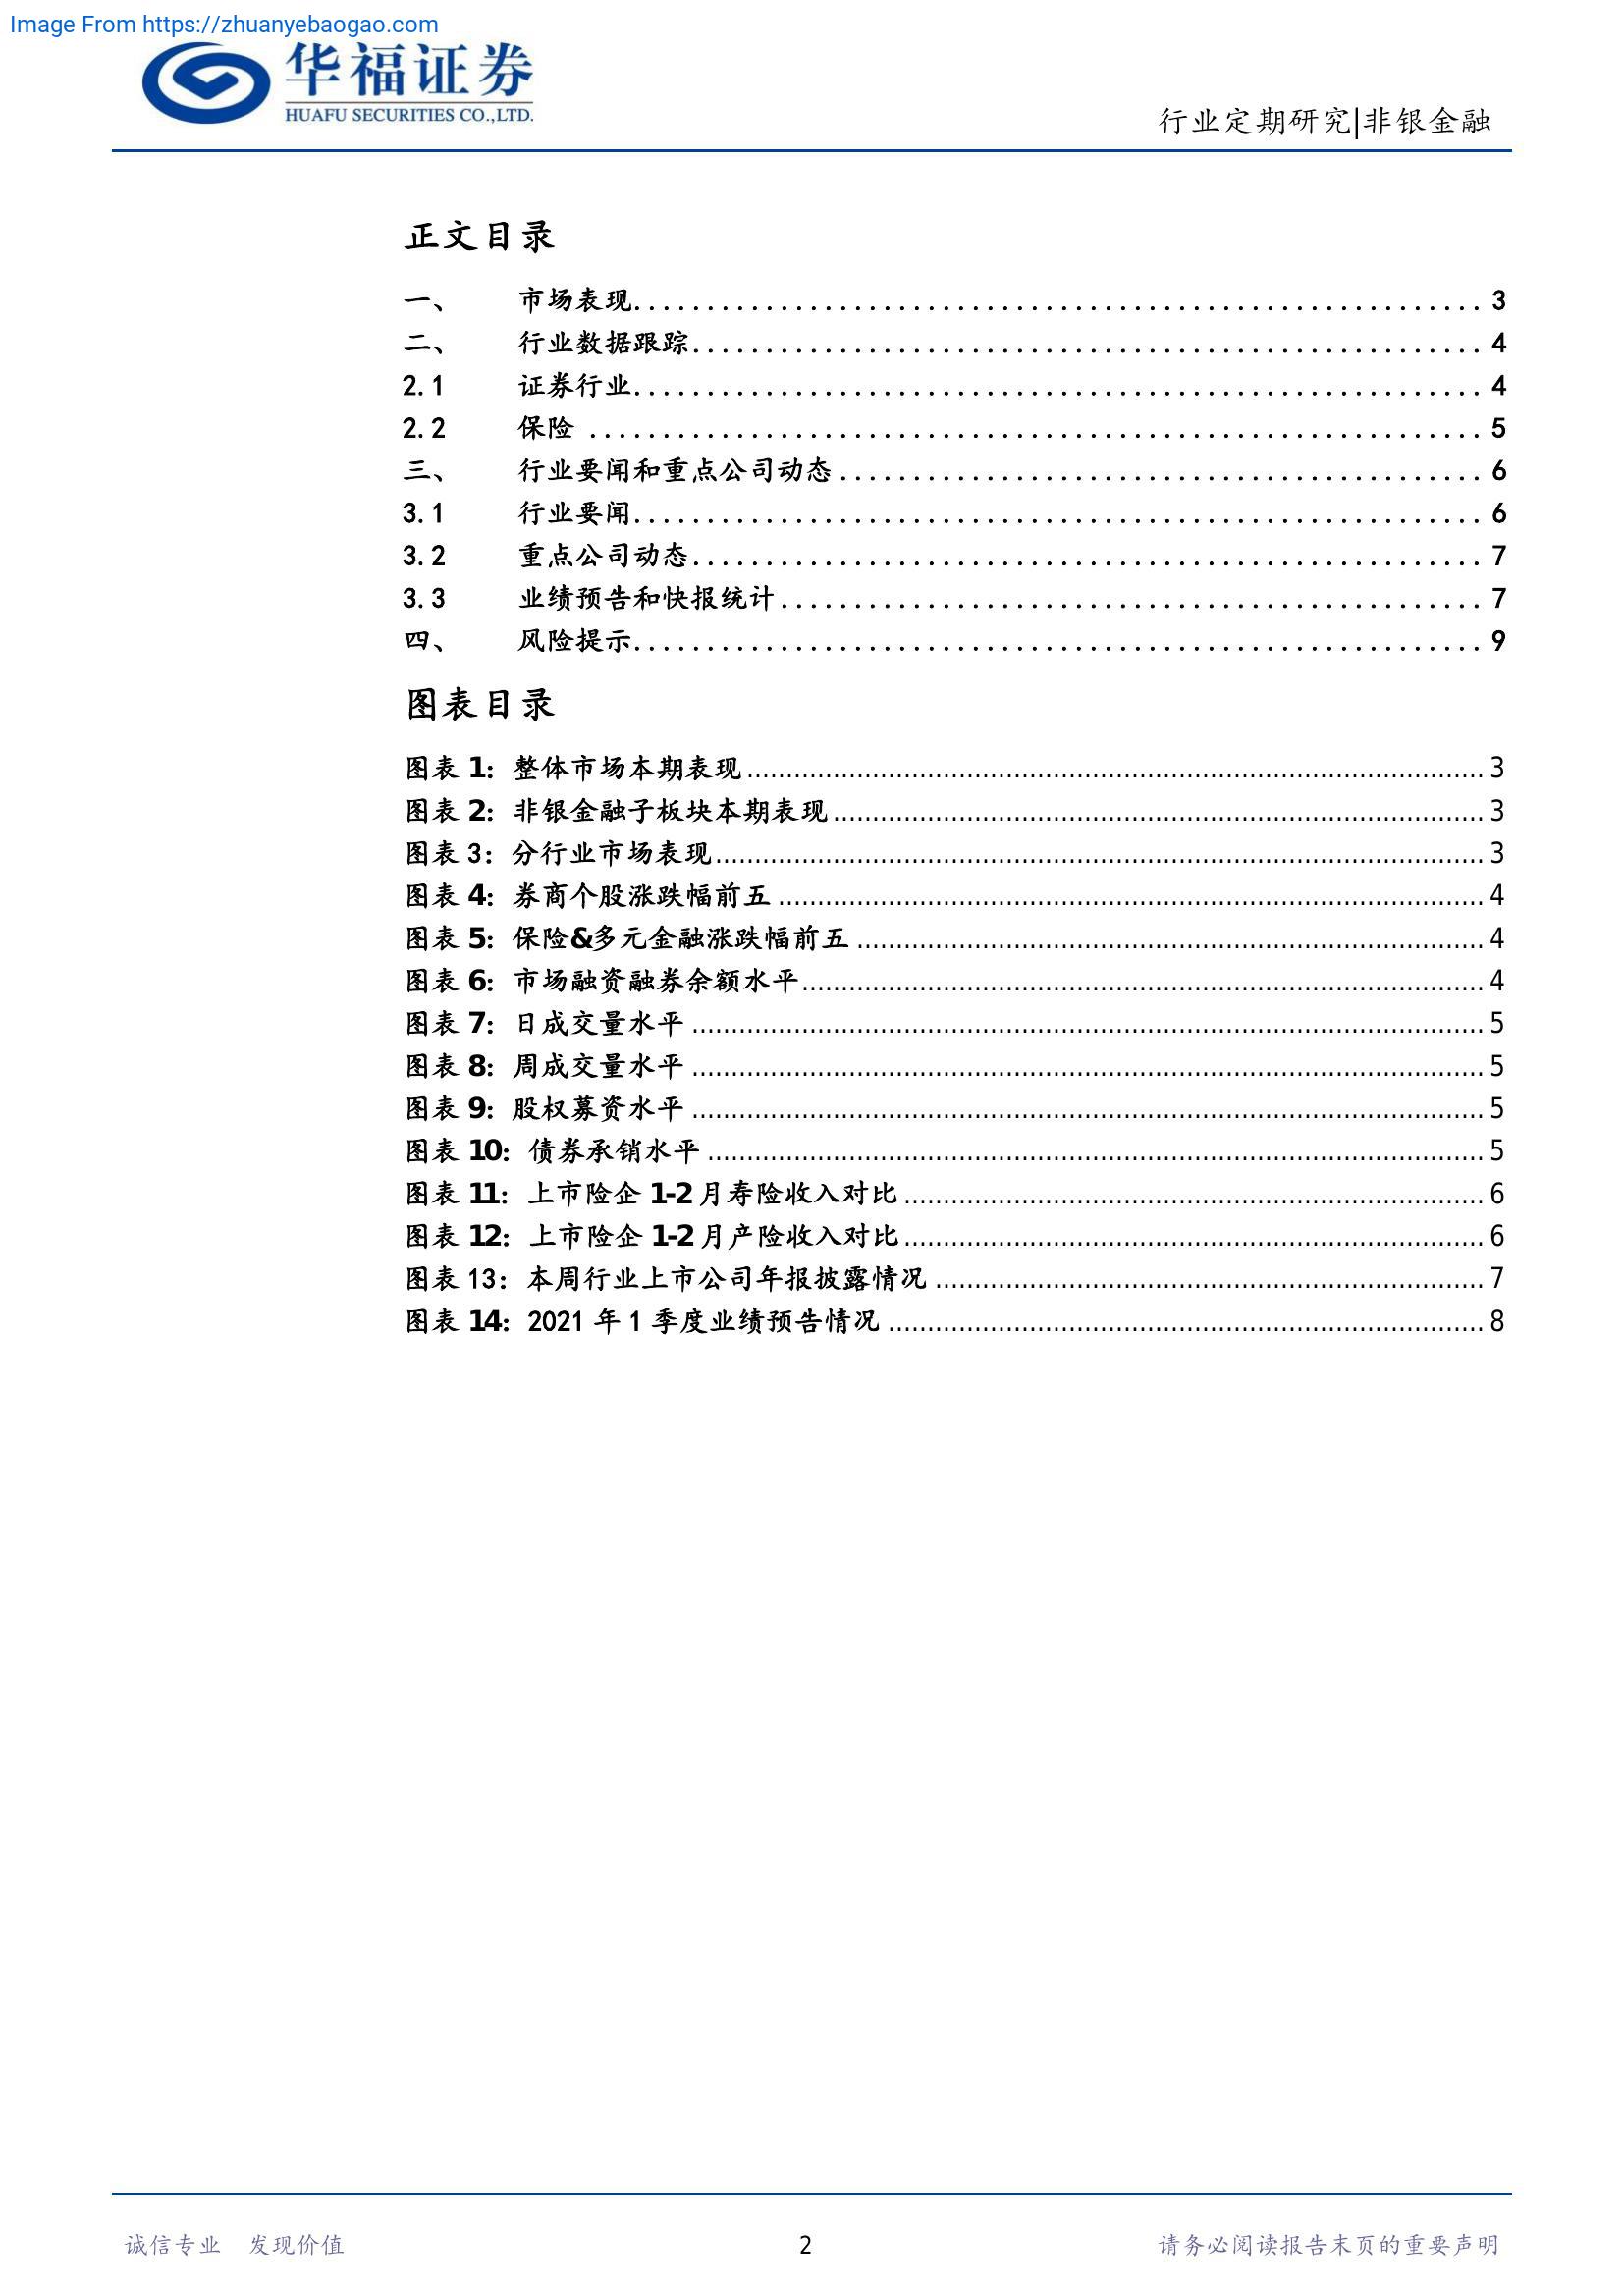 Image From https://zhuanyebaogao.com
华福证券
HUAFU SECURITIES CO.,LTD.
行业定期研究|非银金融
正文目录
一、 市场表现........................................................ 3
二、 行业数据跟踪.................................................... 4
2.1 证券行业........................................................ 4
2.2 保险 ........................................................... 5
三、 行业要闻和重点公司动态.......................................... 6
3.1 行业要闻........................................................ 6
3.2 重点公司动态.................................................... 7
3.3 业绩预告和快报统计.............................................. 7
四、 风险提示........................................................ 9
图表目录
图表 1：整体市场本期表现........................................................ 3
图表 2：非银金融子板块本期表现.................................................. 3
图表 3：分行业市场表现.......................................................... 3
图表 4：券商个股涨跌幅前五...................................................... 4
图表 5：保险&多元金融涨跌幅前五................................................. 4
图表 6：市场融资融券余额水平.................................................... 4
图表 7：日成交量水平............................................................ 5
图表 8：周成交量水平............................................................ 5
图表 9：股权募资水平............................................................ 5
图表 10：债券承销水平........................................................... 5
图表 11：上市险企 1-2 月寿险收入对比............................................. 6
图表 12：上市险企 1-2 月产险收入对比............................................. 6
图表 13：本周行业上市公司年报披露情况........................................... 7
图表 14：2021 年 1 季度业绩预告情况.............................................. 8
诚信专业 发现价值
2
请务必阅读报告末页的重要声明